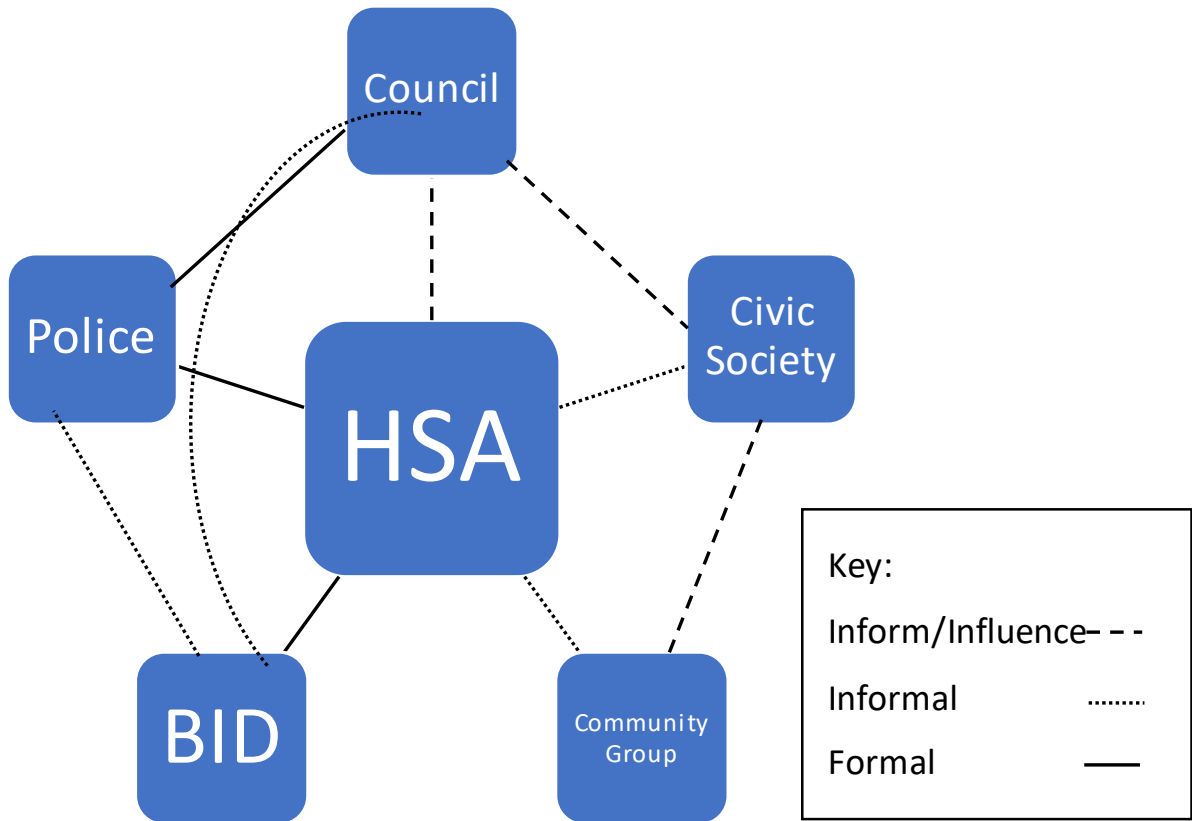 Council
Police
Civic
Society
HSA
BID
Community
Group
Key:
Inform/Influence
Informal
Formal